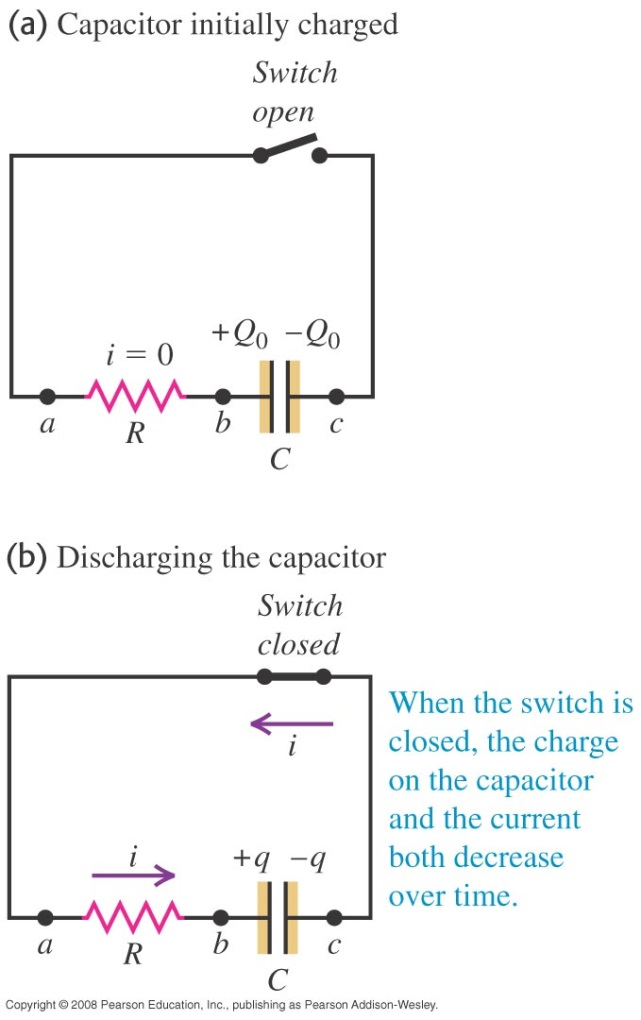 (a) Capacitor initially charged
Switch
open
+Q₀ −Q₀
i = 0
a
R
b
c
C
(b) Discharging the capacitor
Switch
closed
When the switch is
closed, the charge
on the capacitor
and the current
both decrease
over time.
i
i
+q −q
a
R
b
c
C
Copyright © 2008 Pearson Education, Inc., publishing as Pearson Addison-Wesley.